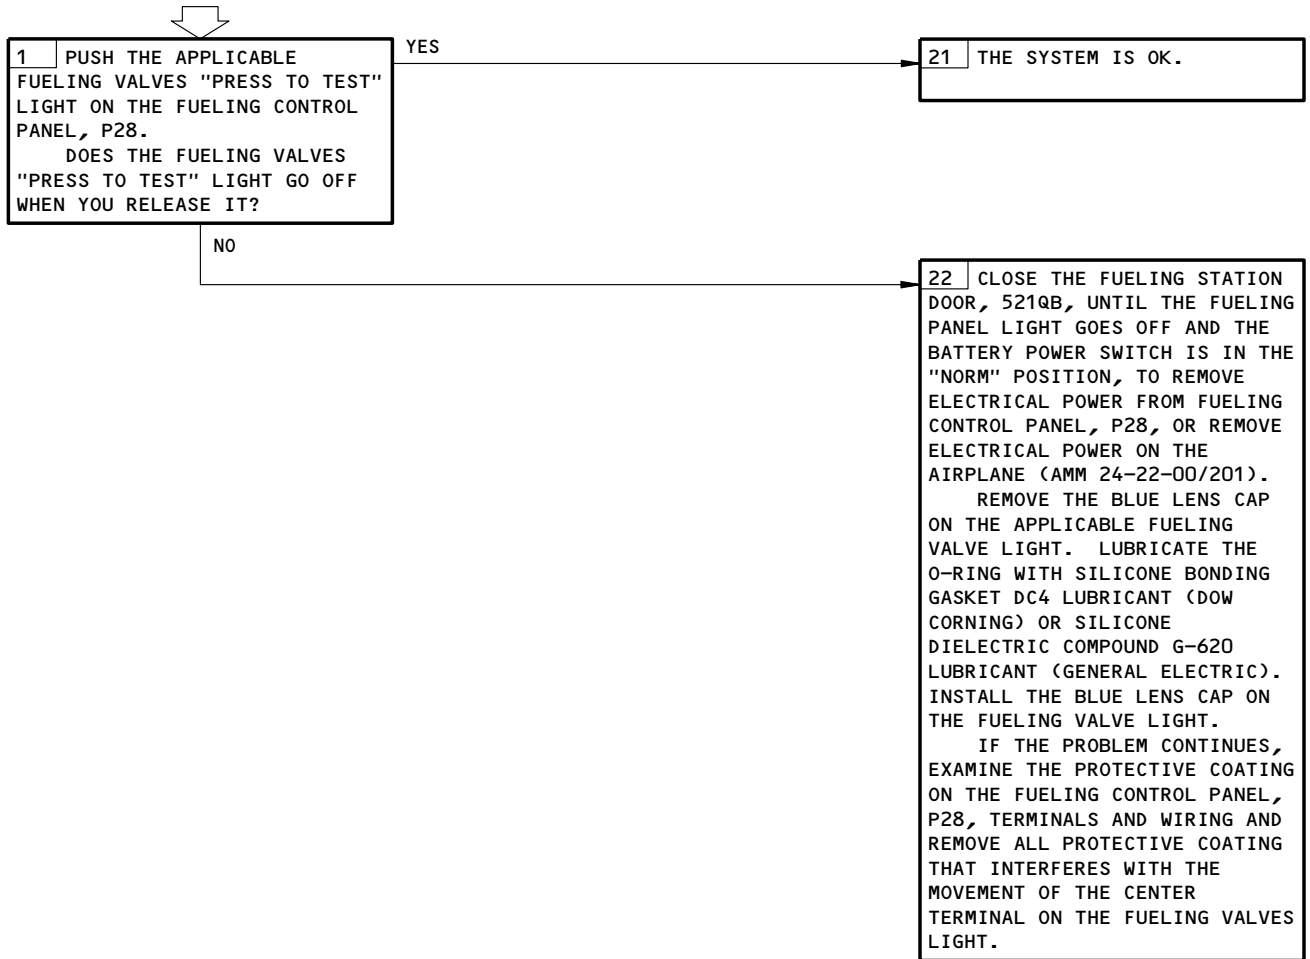 1 PUSH THE APPLICABLE
FUELING VALVES "PRESS TO TEST"
LIGHT ON THE FUELING CONTROL
PANEL, P28.
DOES THE FUELING VALVES
"PRESS TO TEST" LIGHT GO OFF
WHEN YOU RELEASE IT?
YES
21 THE SYSTEM IS OK.
NO
22 CLOSE THE FUELING STATION
DOOR, 521QB, UNTIL THE FUELING
PANEL LIGHT GOES OFF AND THE
BATTERY POWER SWITCH IS IN THE
"NORM" POSITION, TO REMOVE
ELECTRICAL POWER FROM FUELING
CONTROL PANEL, P28, OR REMOVE
ELECTRICAL POWER ON THE
AIRPLANE (AMM 24-22-00/201).
REMOVE THE BLUE LENS CAP
ON THE APPLICABLE FUELING
VALVE LIGHT. LUBRICATE THE
O-RING WITH SILICONE BONDING
GASKET DC4 LUBRICANT (DOW
CORNING) OR SILICONE
DIELECTRIC COMPOUND G-620
LUBRICANT (GENERAL ELECTRIC).
INSTALL THE BLUE LENS CAP ON
THE FUELING VALVE LIGHT.
IF THE PROBLEM CONTINUES,
EXAMINE THE PROTECTIVE COATING
ON THE FUELING CONTROL PANEL,
P28, TERMINALS AND WIRING AND
REMOVE ALL PROTECTIVE COATING
THAT INTERFERES WITH THE
MOVEMENT OF THE CENTER
TERMINAL ON THE FUELING VALVES
LIGHT.